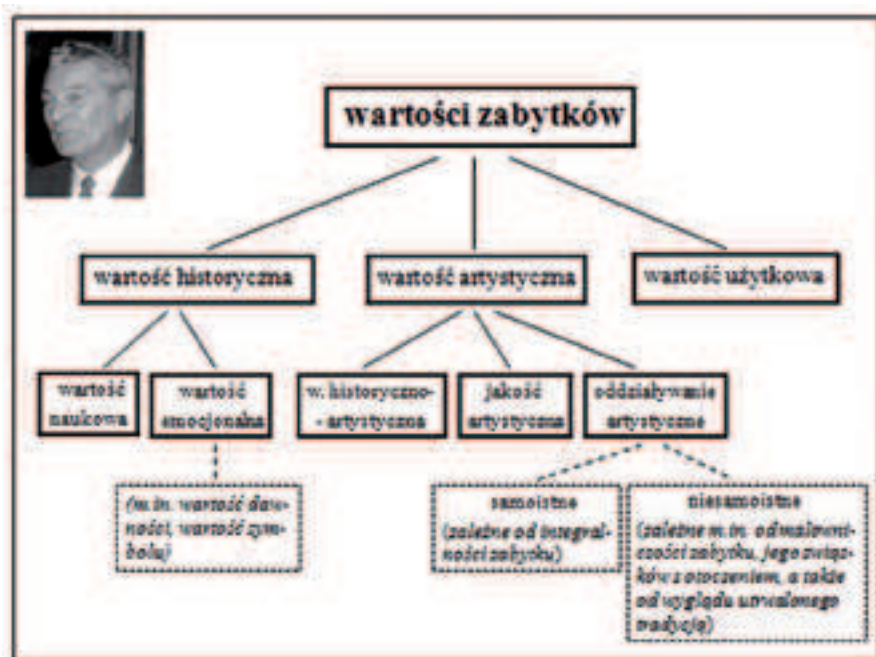 wartości zabytków
wartość historyczna
wartość artystyczna
wartość użytkowa
wartość
naukowa
wartość
emocjonalna
w. historyczno-
- artystyczna
jakość
artystyczna
oddziaływanie
artystyczne
(m.in. wartość daw-
ności, wartość sym-
bolu)
samoistne
(zależne od integral-
ności zabytku)
niesamoistne
(zależne m.in. od malowni-
czości zabytku, jego związ-
ków z otoczeniem, a także
od wyglądu utrwalonego
tradycją)